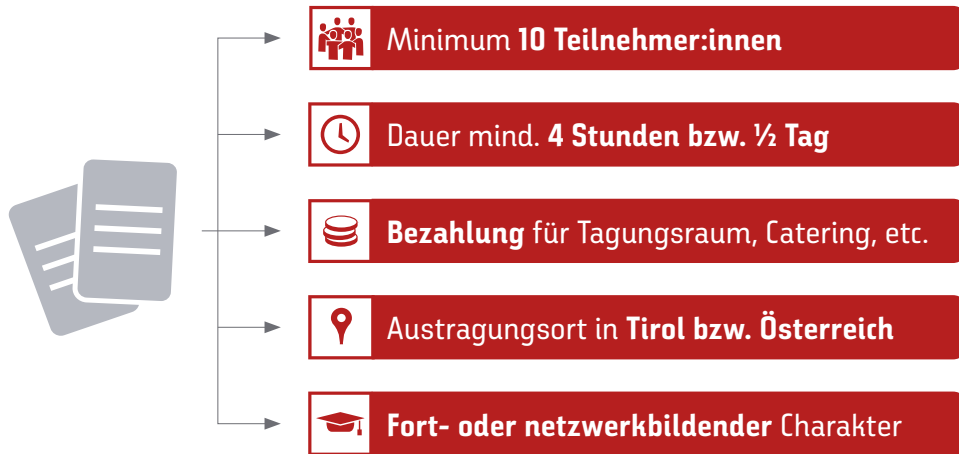 Minimum 10 Teilnehmer:innen
Dauer mind. 4 Stunden bzw. ½ Tag
Bezahlung für Tagungsraum, Catering, etc.
Austragungsort in Tirol bzw. Österreich
Fort- oder netzwerkbildender Charakter